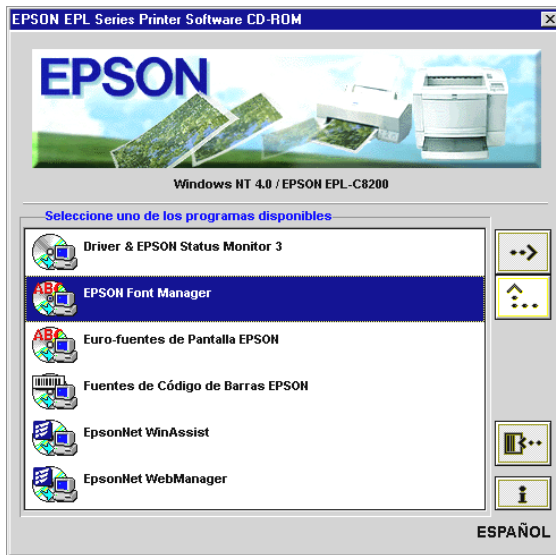 EPSON EPL Series Printer Software CD-ROM
EPSON
Windows NT 4.0 / EPSON EPL-C8200
Seleccione uno de los programas disponibles
Driver & EPSON Status Monitor 3
ABC
EPSON Font Manager
ABC
Euro-fuentes de Pantalla EPSON
Fuentes de Código de Barras EPSON
EpsonNet WinAssist
EpsonNet WebManager
i
ESPAÑOL